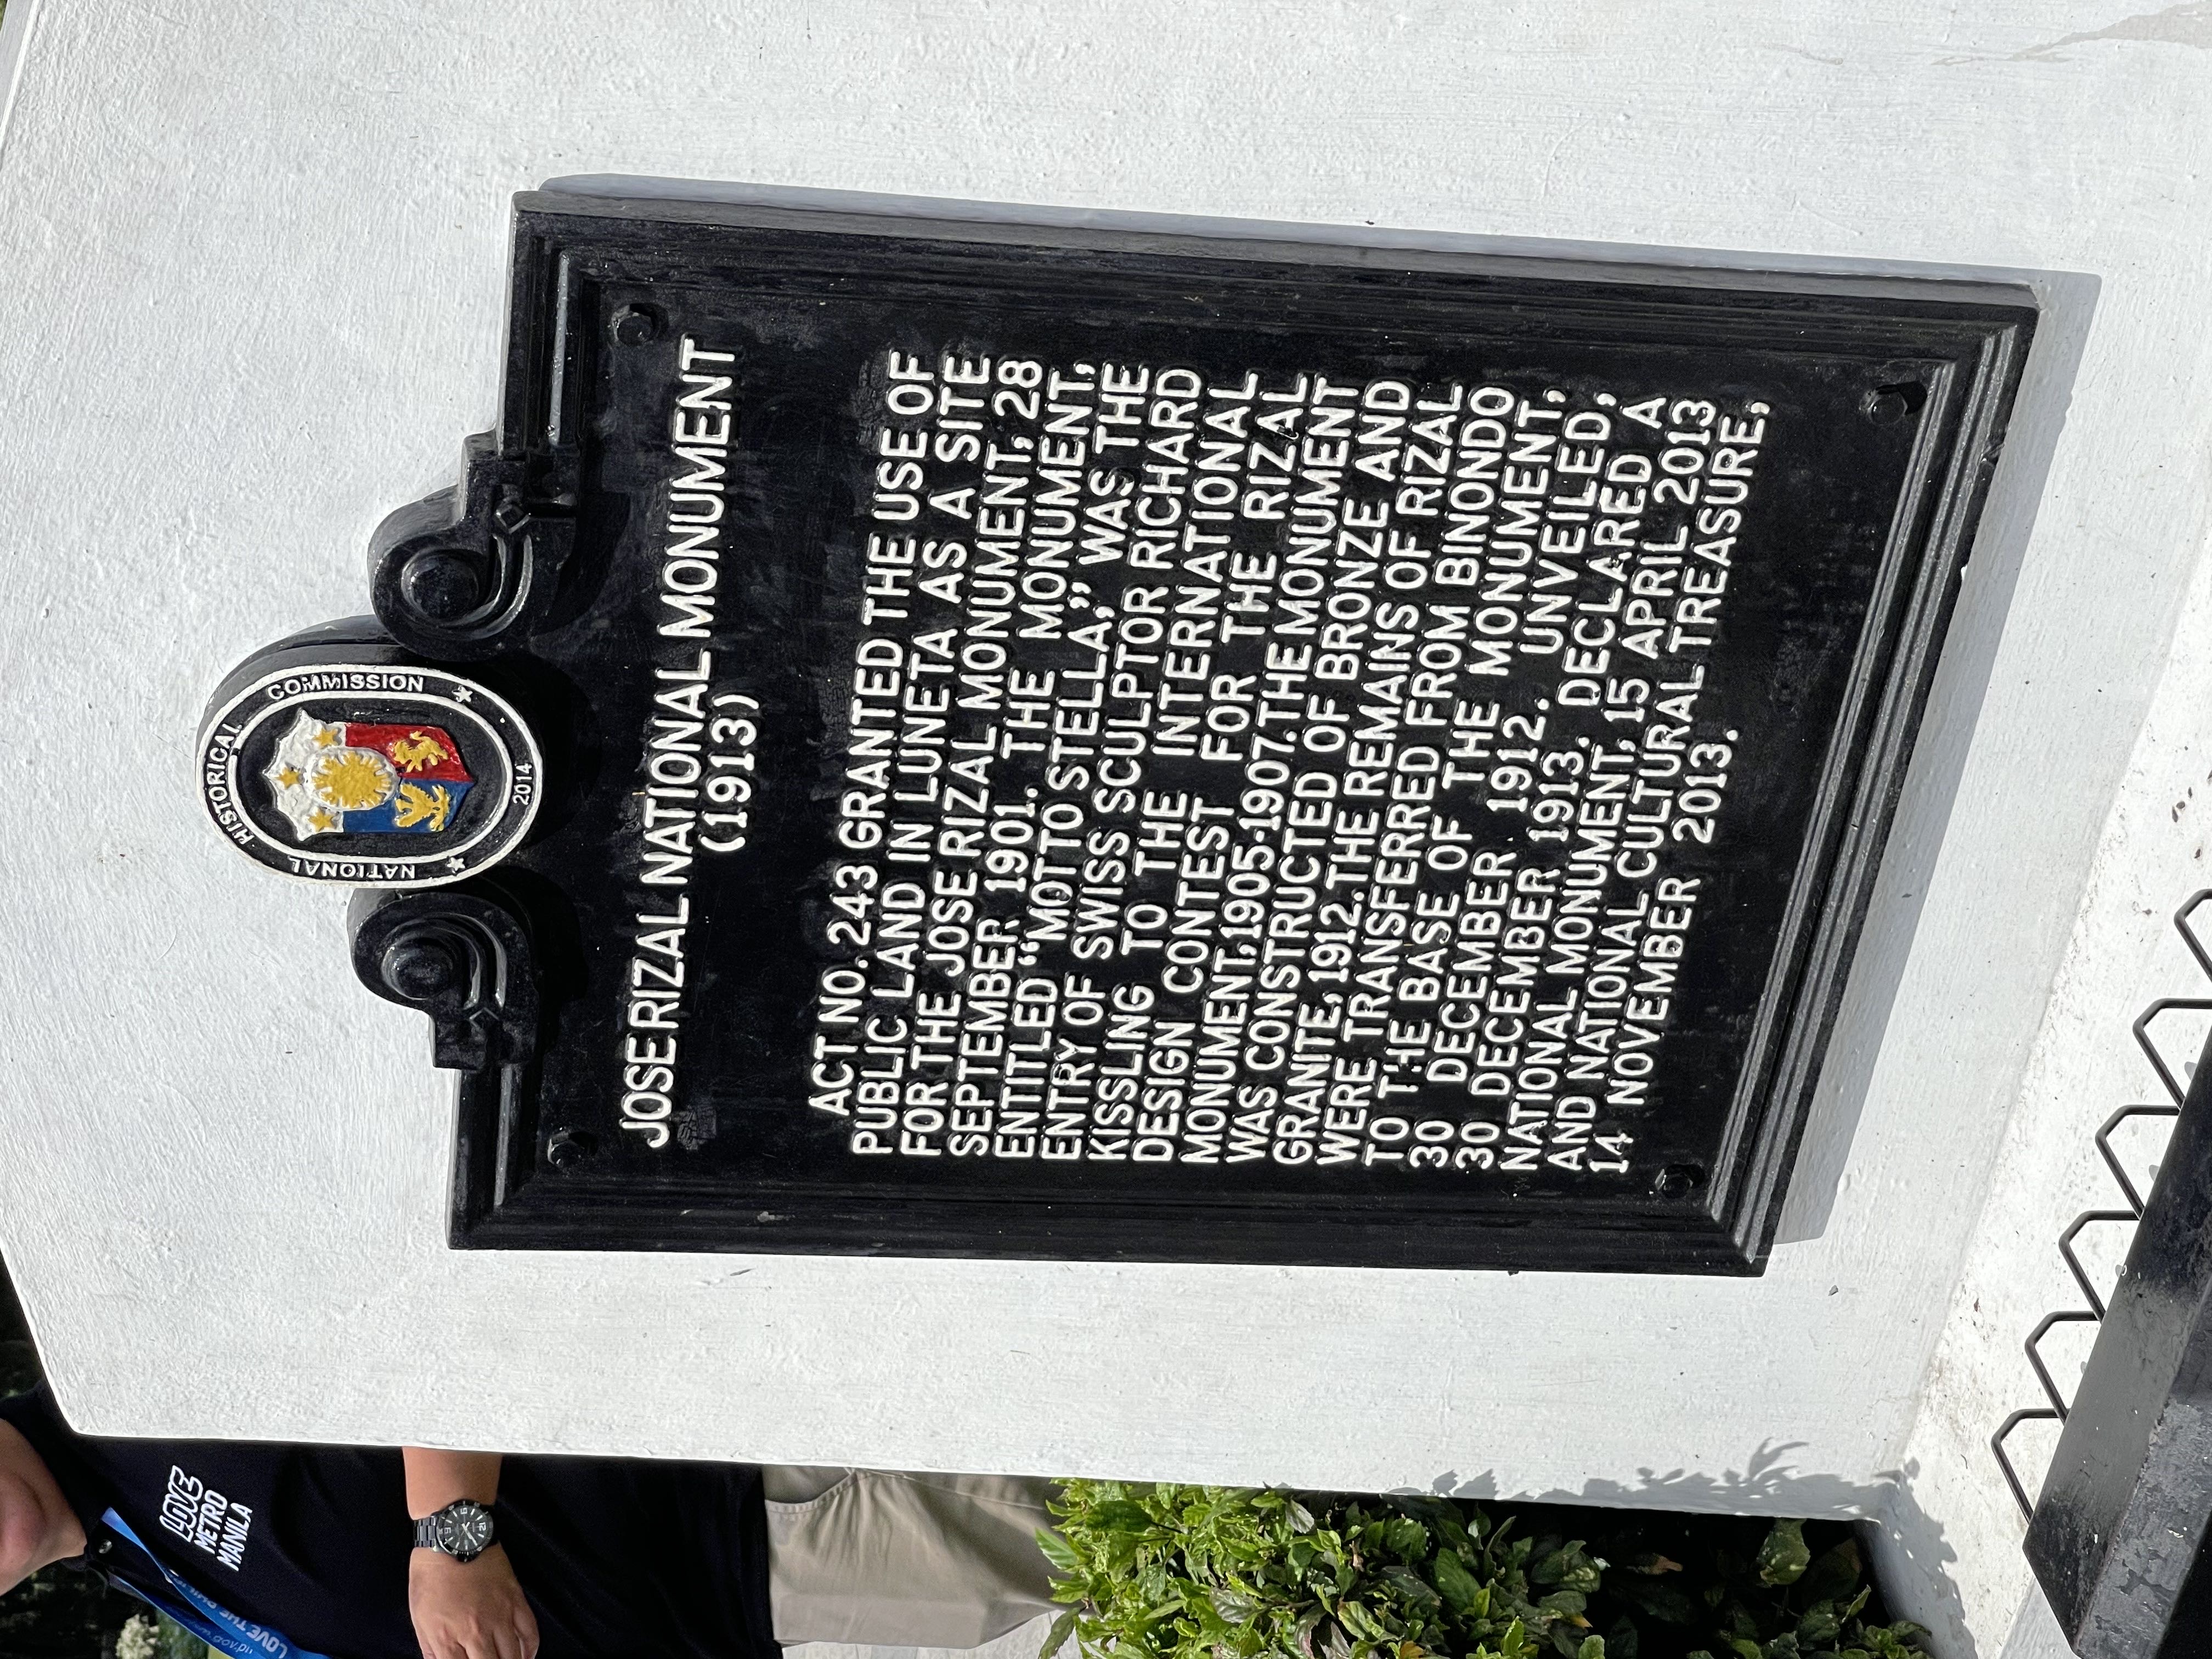 LOVE
METRO
MANILA
LOVE THE PHILI
NATIONAL HISTORICAL COMMISSION
2014
JOSE RIZAL NATIONAL MONUMENT
(1913)
ACT NO. 243 GRANTED THE USE OF
PUBLIC LAND IN LUNETA AS A SITE
FOR THE JOSE RIZAL MONUMENT, 28
SEPTEMBER 1901. THE MONUMENT,
ENTITLED “MOTTO STELLA,” WAS THE
ENTRY OF SWISS SCULPTOR RICHARD
KISSLING TO THE INTERNATIONAL
DESIGN CONTEST FOR THE RIZAL
MONUMENT, 1905-1907. THE MONUMENT
WAS CONSTRUCTED OF BRONZE AND
GRANITE, 1912. THE REMAINS OF RIZAL
WERE TRANSFERRED FROM BINONDO
TO THE BASE OF THE MONUMENT,
30 DECEMBER 1912. UNVEILED,
30 DECEMBER 1913. DECLARED A
NATIONAL MONUMENT, 15 APRIL 2013
AND NATIONAL CULTURAL TREASURE,
14 NOVEMBER 2013.